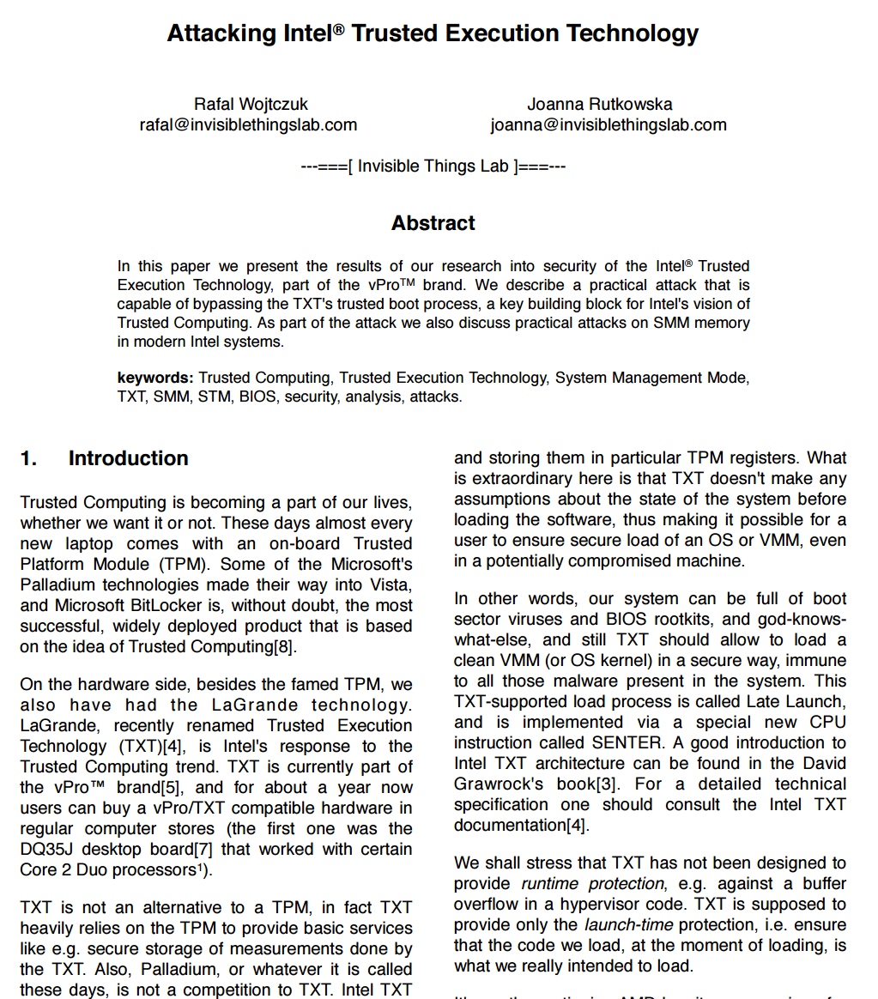 Attacking Intel® Trusted Execution Technology
Rafal Wojtczuk
rafal@invisiblethingslab.com
Joanna Rutkowska
joanna@invisiblethingslab.com
---===[ Invisible Things Lab ]===---
Abstract
In this paper we present the results of our research into security of the Intel® Trusted
Execution Technology, part of the vPro™ brand. We describe a practical attack that is
capable of bypassing the TXT's trusted boot process, a key building block for Intel's vision of
Trusted Computing. As part of the attack we also discuss practical attacks on SMM memory
in modern Intel systems.
keywords: Trusted Computing, Trusted Execution Technology, System Management Mode,
TXT, SMM, STM, BIOS, security, analysis, attacks.
1. Introduction
Trusted Computing is becoming a part of our lives,
whether we want it or not. These days almost every
new laptop comes with an on-board Trusted
Platform Module (TPM). Some of the Microsoft's
Palladium technologies made their way into Vista,
and Microsoft BitLocker is, without doubt, the most
successful, widely deployed product that is based
on the idea of Trusted Computing[8].
On the hardware side, besides the famed TPM, we
also have had the LaGrande technology.
LaGrande, recently renamed Trusted Execution
Technology (TXT)[4], is Intel's response to the
Trusted Computing trend. TXT is currently part of
the vPro™ brand[5], and for about a year now
users can buy a vPro/TXT compatible hardware in
regular computer stores (the first one was the
DQ35J desktop board[7] that worked with certain
Core 2 Duo processors¹).
TXT is not an alternative to a TPM, in fact TXT
heavily relies on the TPM to provide basic services
like e.g. secure storage of measurements done by
the TXT. Also, Palladium, or whatever it is called
these days, is not a competition to TXT. Intel TXT
and storing them in particular TPM registers. What
is extraordinary here is that TXT doesn't make any
assumptions about the state of the system before
loading the software, thus making it possible for a
user to ensure secure load of an OS or VMM, even
in a potentially compromised machine.
In other words, our system can be full of boot
sector viruses and BIOS rootkits, and god-knows-
what-else, and still TXT should allow to load a
clean VMM (or OS kernel) in a secure way, immune
to all those malware present in the system. This
TXT-supported load process is called Late Launch,
and is implemented via a special new CPU
instruction called SENTER. A good introduction to
Intel TXT architecture can be found in the David
Grawrock's book[3]. For a detailed technical
specification one should consult the Intel TXT
documentation[4].
We shall stress that TXT has not been designed to
provide runtime protection, e.g. against a buffer
overflow in a hypervisor code. TXT is supposed to
provide only the launch-time protection, i.e. ensure
that the code we load, at the moment of loading, is
what we really intended to load.